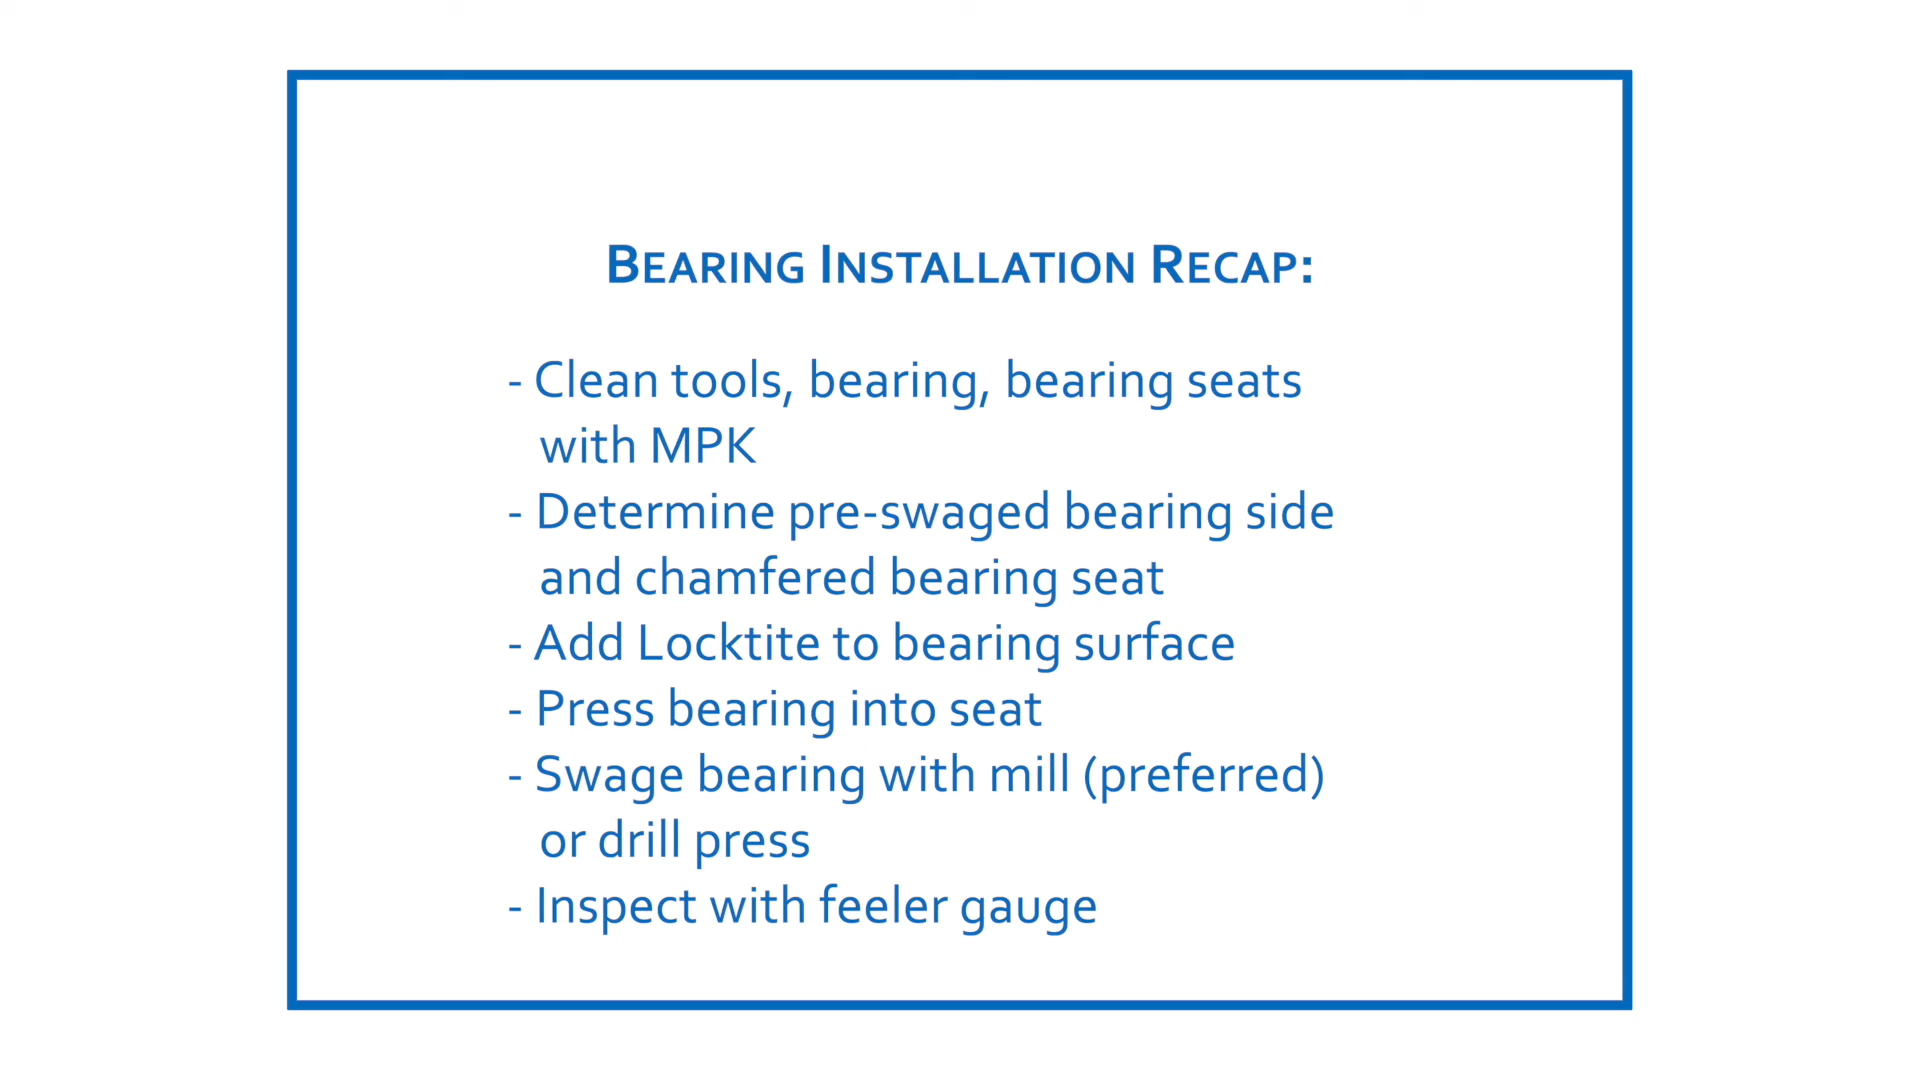 BEARING INSTALLATION RECAP:
- Clean tools, bearing, bearing seats
with MPK
- Determine pre-swaged bearing side
and chamfered bearing seat
- Add Locktite to bearing surface
- Press bearing into seat
- Swage bearing with mill (preferred)
or drill press
- Inspect with feeler gauge